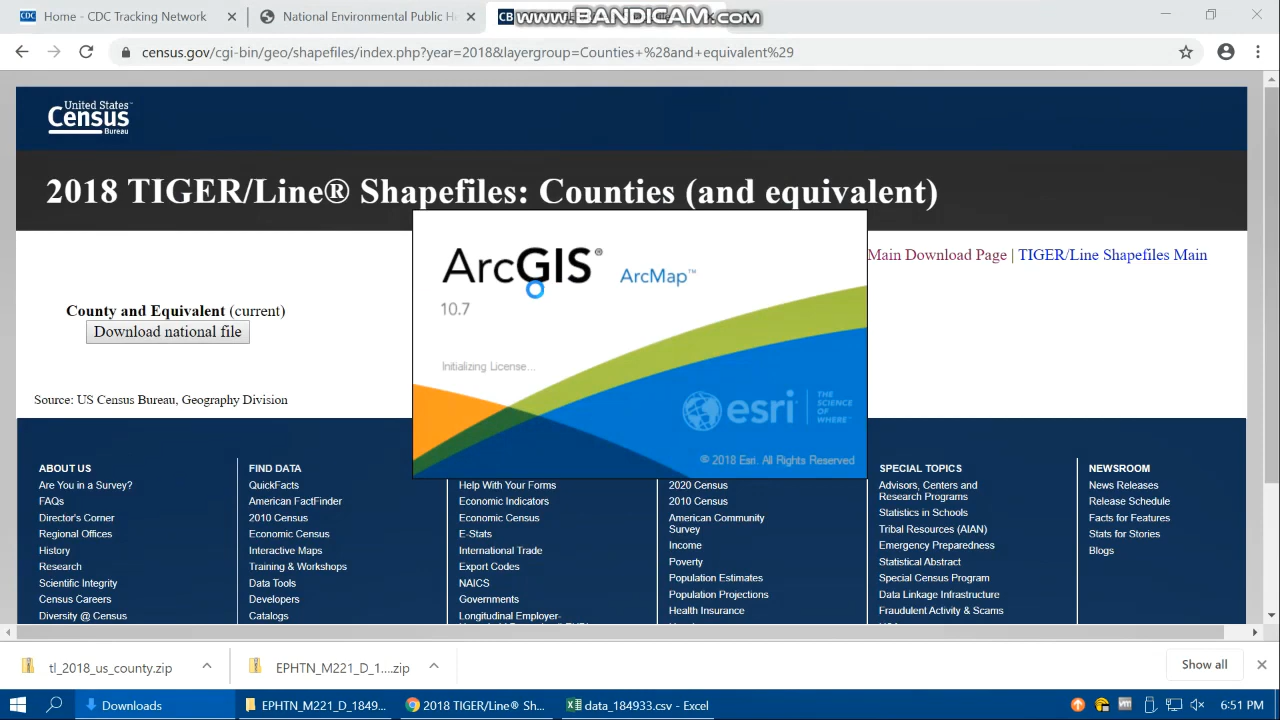 Home - CDC Tracking Network
National Environmental Public H
CB
www.BANDICAM.com
census.gov/cgi-bin/geo/shapefiles/index.php?year=2018&layergroup=Counties+%28and+equivalent%29
United States™
Census
Bureau
2018 TIGER/Line® Shapefiles: Counties (and equivalent)
Main Download Page | TIGER/Line Shapefiles Main
ArcGIS® ArcMap™
10.7
Initializing License...
esri THE SCIENCE OF WHERE™
© 2018 Esri. All Rights Reserved
County and Equivalent (current)
Download national file
Source: US Census Bureau, Geography Division
ABOUT US
Are You in a Survey?
FAQs
Director's Corner
Regional Offices
History
Research
Scientific Integrity
Census Careers
Diversity @ Census
FIND DATA
QuickFacts
American FactFinder
2010 Census
Economic Census
Interactive Maps
Training & Workshops
Data Tools
Developers
Catalogs
Help With Your Forms
Economic Indicators
Economic Census
E-Stats
International Trade
Export Codes
NAICS
Governments
Longitudinal Employer-
2020 Census
2010 Census
American Community
Survey
Income
Poverty
Population Estimates
Population Projections
Health Insurance
SPECIAL TOPICS
Advisors, Centers and
Research Programs
Statistics in Schools
Tribal Resources (AIAN)
Emergency Preparedness
Statistical Abstract
Special Census Program
Data Linkage Infrastructure
Fraudulent Activity & Scams
NEWSROOM
News Releases
Release Schedule
Facts for Features
Stats for Stories
Blogs
tl_2018_us_county.zip
EPHTN_M221_D_1....zip
Show all
Downloads
EPHTN_M221_D_1849...
2018 TIGER/Line® Sh...
data_184933.csv - Excel
6:51 PM